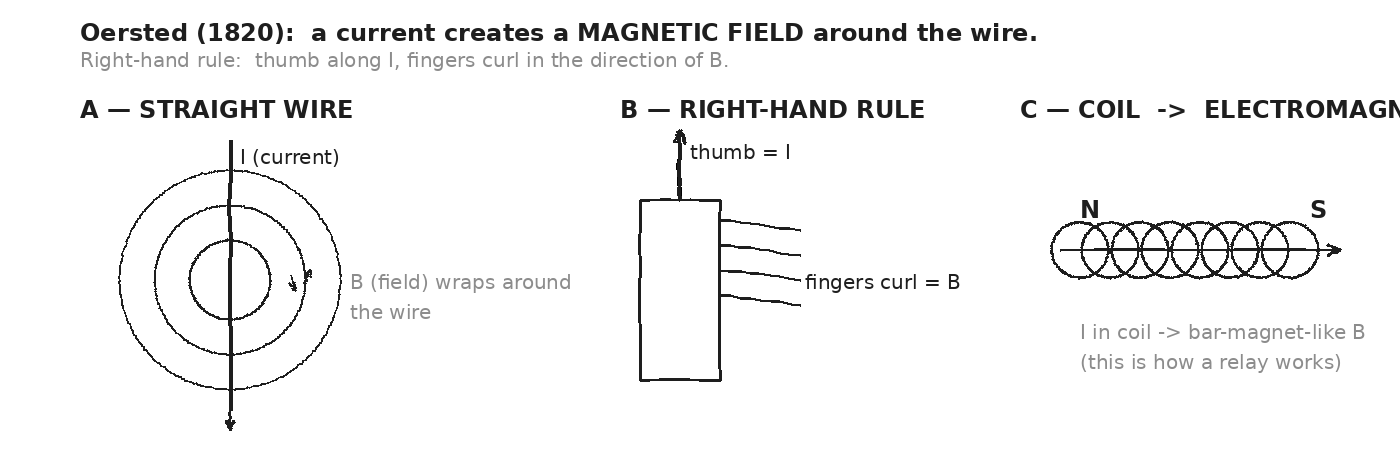 Oersted (1820):  a current creates a MAGNETIC FIELD around the wire.
Right-hand rule:  thumb along I, fingers curl in the direction of B.
A — STRAIGHT WIRE
I (current)
B (field) wraps around
the wire
B — RIGHT-HAND RULE
thumb = I
fingers curl = B
C — COIL  ->  ELECTROMAGN
N
S
I in coil -> bar-magnet-like B
(this is how a relay works)